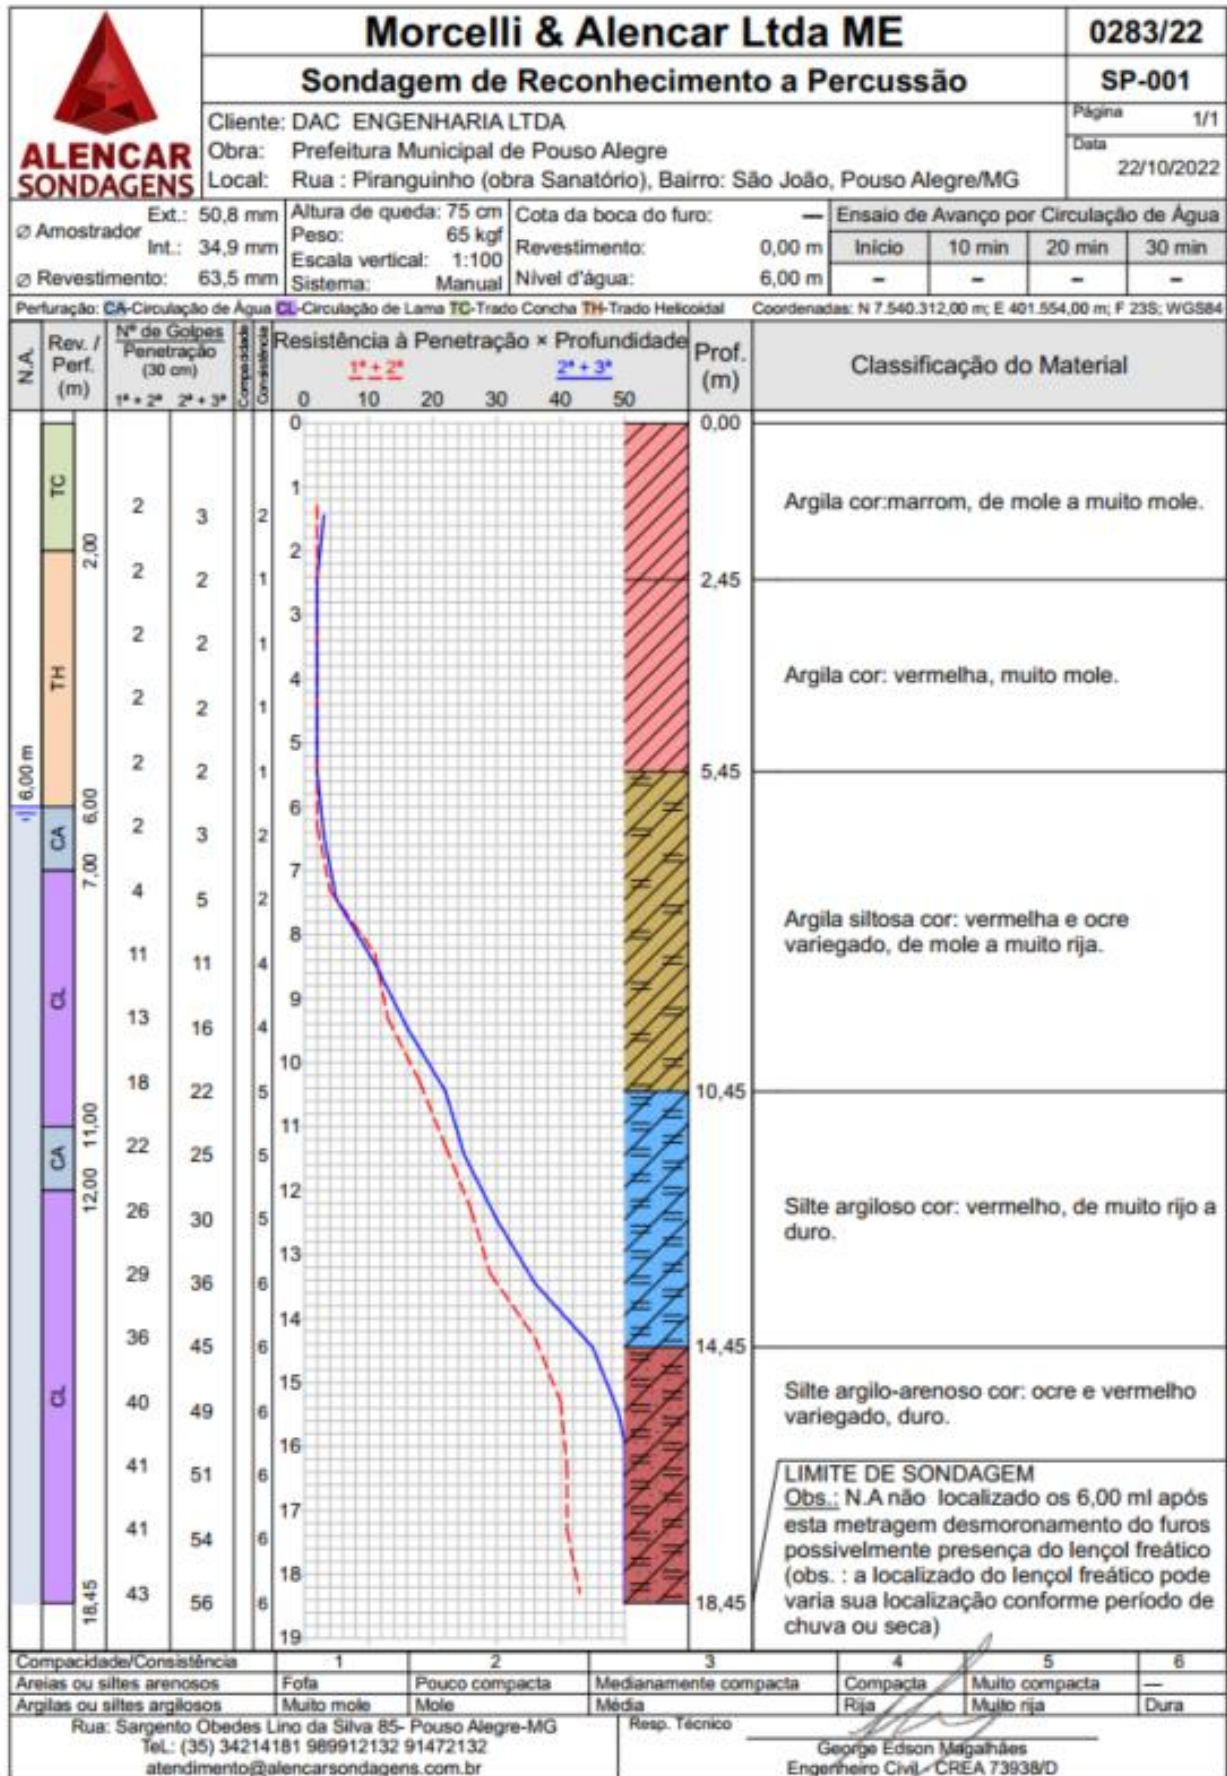 Morcelli & Alencar Ltda ME
0283/22
Sondagem de Reconhecimento a Percussão
SP-001
ALENCAR
SONDAGENS
Cliente: DAC ENGENHARIA LTDA
Obra: Prefeitura Municipal de Pouso Alegre
Local: Rua : Piranguinho (obra Sanatório), Bairro: São João, Pouso Alegre/MG
Página 1/1
Data
22/10/2022
Ø Amostrador Ext.: 50,8 mm
Int.: 34,9 mm
Ø Revestimento: 63,5 mm
Altura de queda: 75 cm
Peso: 65 kgf
Escala vertical: 1:100
Sistema: Manual
Cota da boca do furo: —
Revestimento: 0,00 m
Nível d'água: 6,00 m
Ensaio de Avanço por Circulação de Água
Início 10 min 20 min 30 min
– – – –
Perfuração: CA-Circulação de Água CL-Circulação de Lama TC-Trado Concha TH-Trado Helicoidal Coordenadas: N 7.540.312,00 m; E 401.554,00 m; F 23S; WGS84
N.A.
Rev. /
Perf.
(m)
Nº de Golpes
Penetração
(30 cm)
1ª + 2ª 2ª + 3ª
Compacidade
Consistência
Resistência à Penetração × Profundidade
1ª + 2ª 2ª + 3ª
0 10 20 30 40 50
Prof.
(m)
Classificação do Material
0 0,00
TC
1
Argila cor:marrom, de mole a muito mole.
2 3 2
2,00 2
2 2 1 2,45
TH
3
2 2 1
4
Argila cor: vermelha, muito mole.
2 2 1
5
2 2 1 5,45
6,00 m
6,00 6
CA
2 3 2
7,00 7
4 5 2
8
Argila siltosa cor: vermelha e ocre
variegado, de mole a muito rija.
11 11 4
CL
9
13 16 4
10
18 22 5 10,45
11,00 11
CA
22 25 5
12,00 12
26 30 5
Silte argiloso cor: vermelho, de muito rijo a
duro.
13
29 36 6
14
36 45 6 14,45
15
CL
40 49 6
Silte argilo-arenoso cor: ocre e vermelho
variegado, duro.
16
41 51 6
17
41 54 6
18
43 56 6
18,45 18,45
19
LIMITE DE SONDAGEM
Obs.: N.A não localizado os 6,00 ml após
esta metragem desmoronamento do furos
possivelmente presença do lençol freático
(obs. : a localizado do lençol freático pode
varia sua localização conforme período de
chuva ou seca)
Compacidade/Consistência 1 2 3 4 5 6
Areias ou siltes arenosos Fofa Pouco compacta Medianamente compacta Compacta Muito compacta —
Argilas ou siltes argilosos Muito mole Mole Média Rija Muito rija Dura
Rua: Sargento Obedes Lino da Silva 85- Pouso Alegre-MG
TeL: (35) 34214181 989912132 91472132
atendimento@alencarsondagens.com.br
Resp. Técnico
George Edson Magalhães
Engenheiro Civil - CREA 73938/D